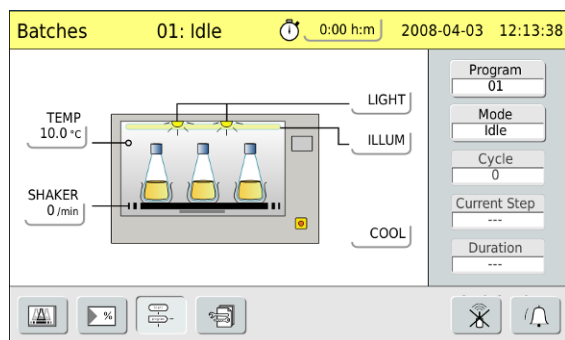 Batches 01: Idle 0:00 h:m 2008-04-03 12:13:38
TEMP
10.0 °C
SHAKER
0 /min
LIGHT
ILLUM
COOL
Program
01
Mode
Idle
Cycle
0
Current Step
---
Duration
---
%